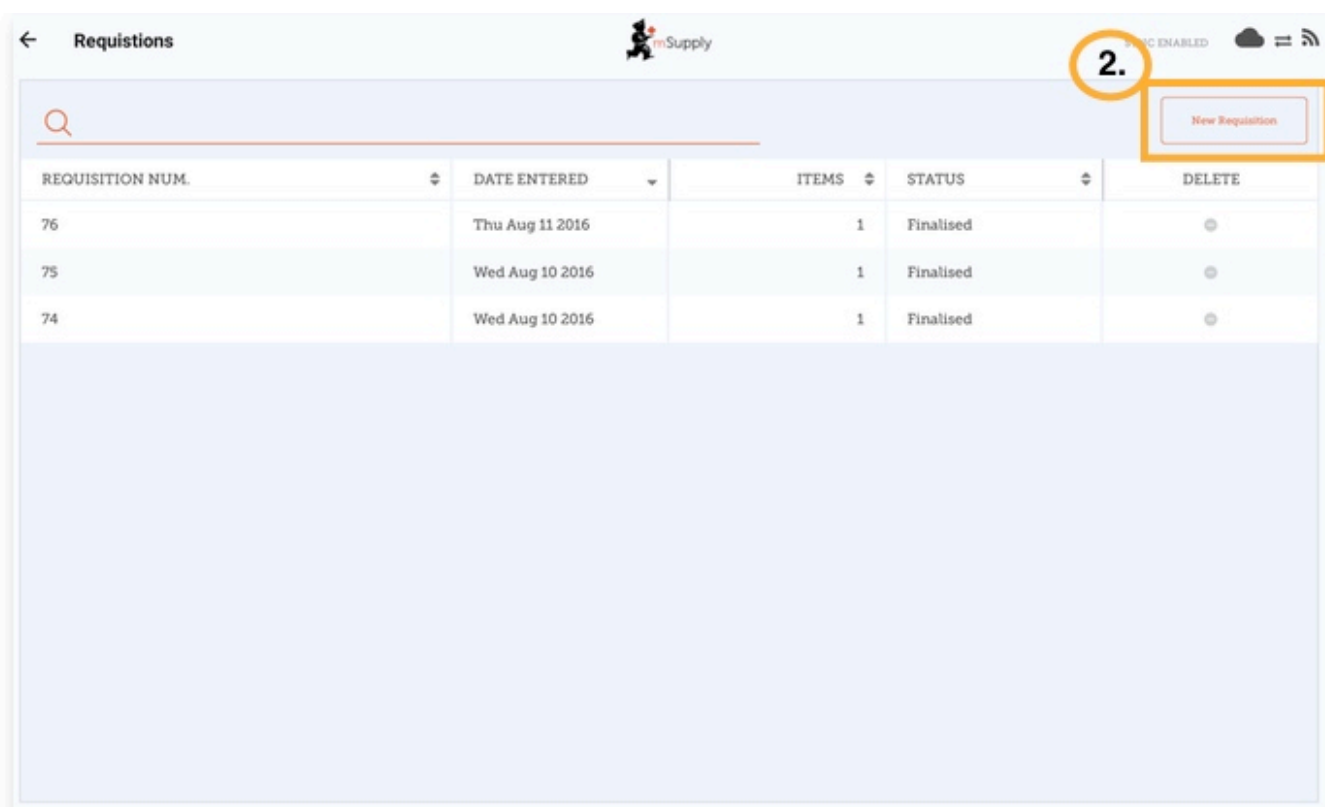 Requistions
mSupply
SYNC ENABLED
2.
New Requisition
REQUISITION NUM. DATE ENTERED ITEMS STATUS DELETE
76 Thu Aug 11 2016 1 Finalised
75 Wed Aug 10 2016 1 Finalised
74 Wed Aug 10 2016 1 Finalised